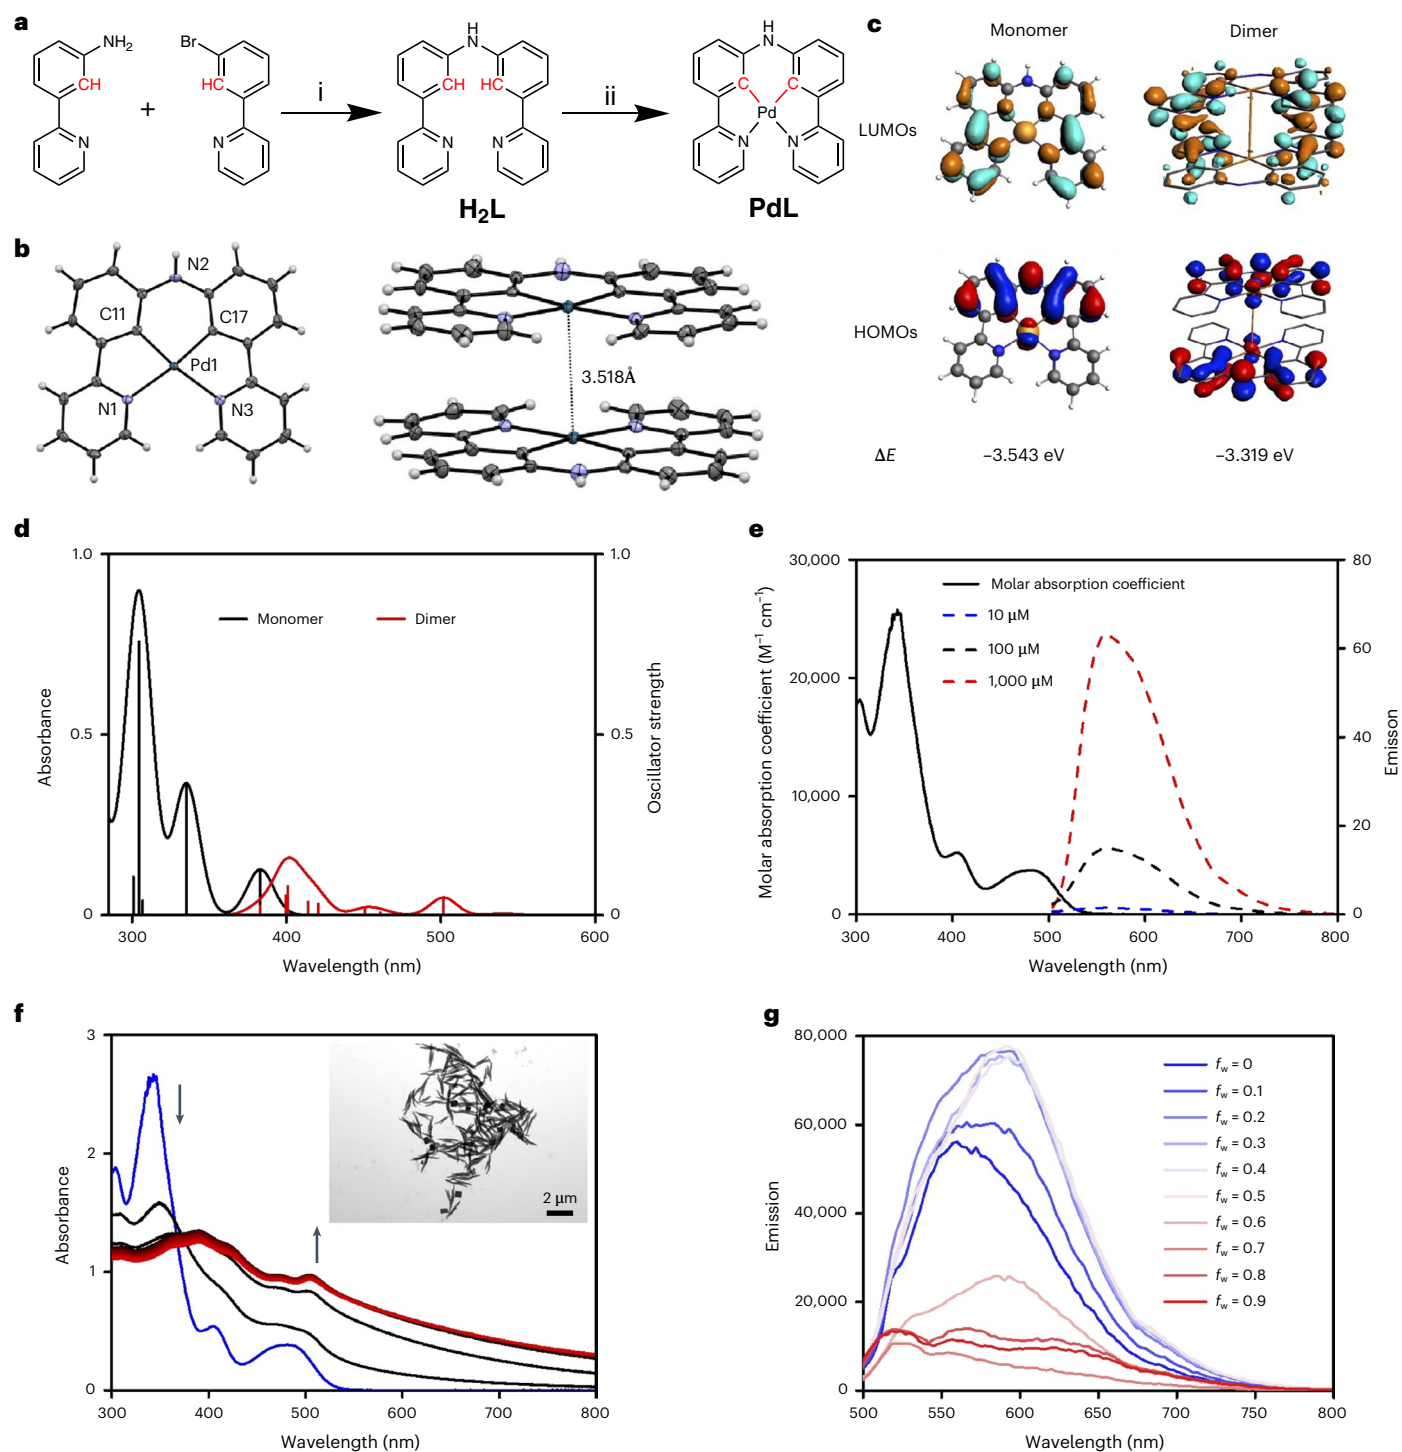 a
NH2
CH
+
Br
HC
N
N
i
H
N
CH
HC
N
N
H2L
ii
H
N
C
C
Pd
N
N
PdL
b
N2
C11
C17
Pd1
N1
N3
3.518Å
c
Monomer
Dimer
LUMOs
HOMOs
ΔE
–3.543 eV
–3.319 eV
d
1.0
0.5
0
Absorbance
Monomer
Dimer
1.0
0.5
0
Oscillator strength
300
400
500
600
Wavelength (nm)
e
30,000
20,000
10,000
0
Molar absorption coefficient (M–1 cm–1)
Molar absorption coefficient
10 μM
100 μM
1,000 μM
80
60
40
20
0
Emisson
300
400
500
600
700
800
Wavelength (nm)
f
3
2
1
0
Absorbance
2 μm
300
400
500
600
700
800
Wavelength (nm)
g
80,000
60,000
40,000
20,000
0
Emission
fw = 0
fw = 0.1
fw = 0.2
fw = 0.3
fw = 0.4
fw = 0.5
fw = 0.6
fw = 0.7
fw = 0.8
fw = 0.9
500
550
600
650
700
750
800
Wavelength (nm)